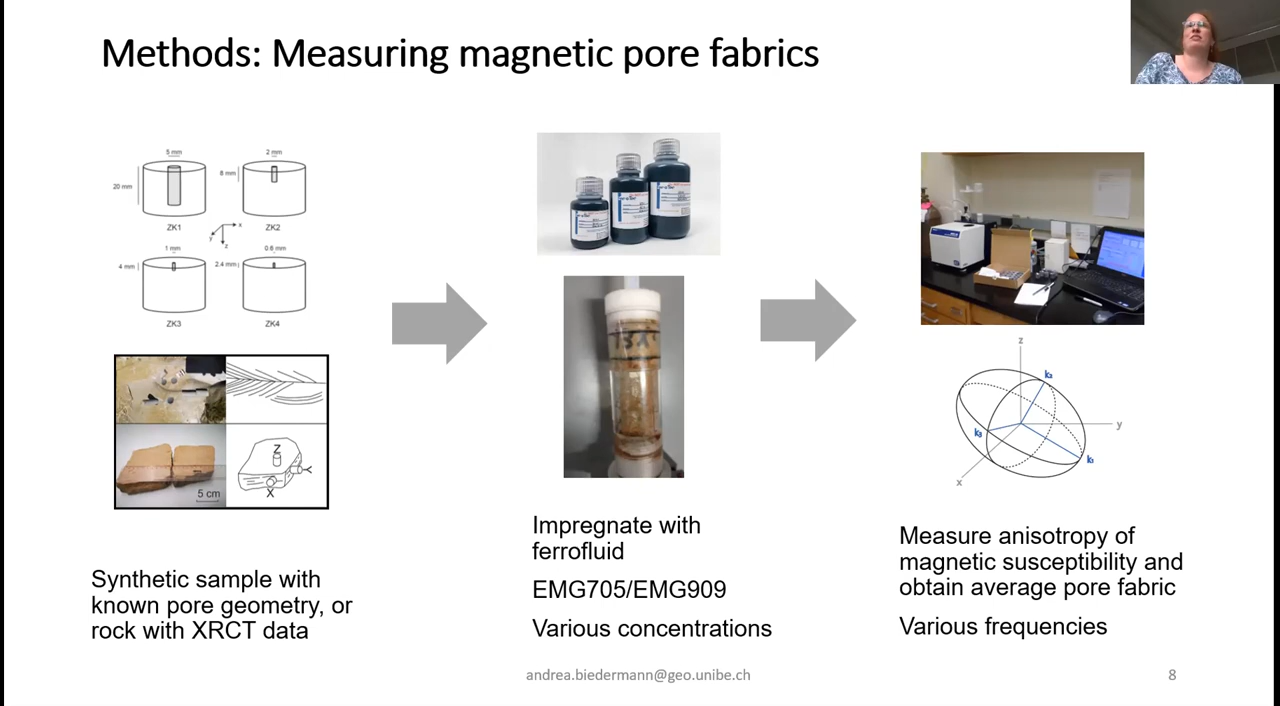 Methods: Measuring magnetic pore fabrics
5 mm
2 mm
20 mm
8 mm
ZK1
x
y
z
ZK2
1 mm
0.6 mm
4 mm
2.4 mm
ZK3
ZK4
5 cm
Z
Y
X
z
k₂
y
k₃
k₁
x
Synthetic sample with
known pore geometry, or
rock with XRCT data
Impregnate with
ferrofluid
EMG705/EMG909
Various concentrations
Measure anisotropy of
magnetic susceptibility and
obtain average pore fabric
Various frequencies
andrea.biedermann@geo.unibe.ch
8